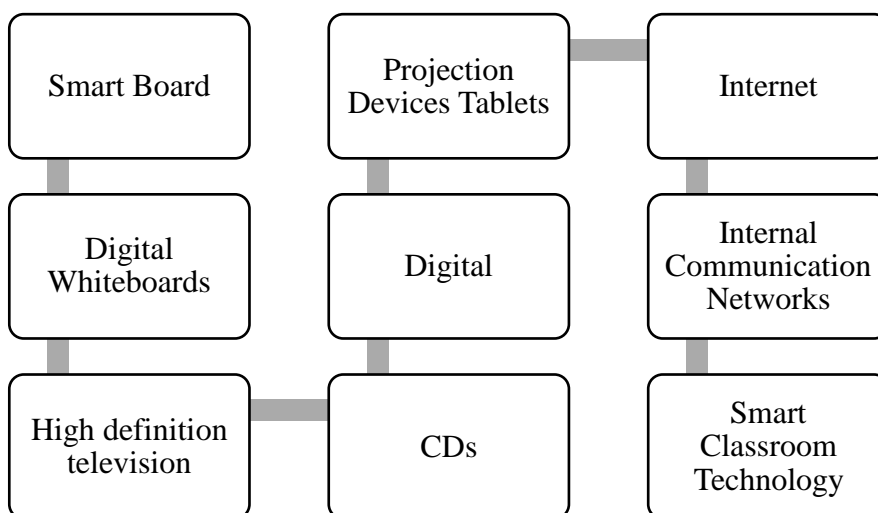 Smart Board
Digital
Whiteboards
High definition
television
CDs
Digital
Projection
Devices Tablets
Internet
Internal
Communication
Networks
Smart
Classroom
Technology